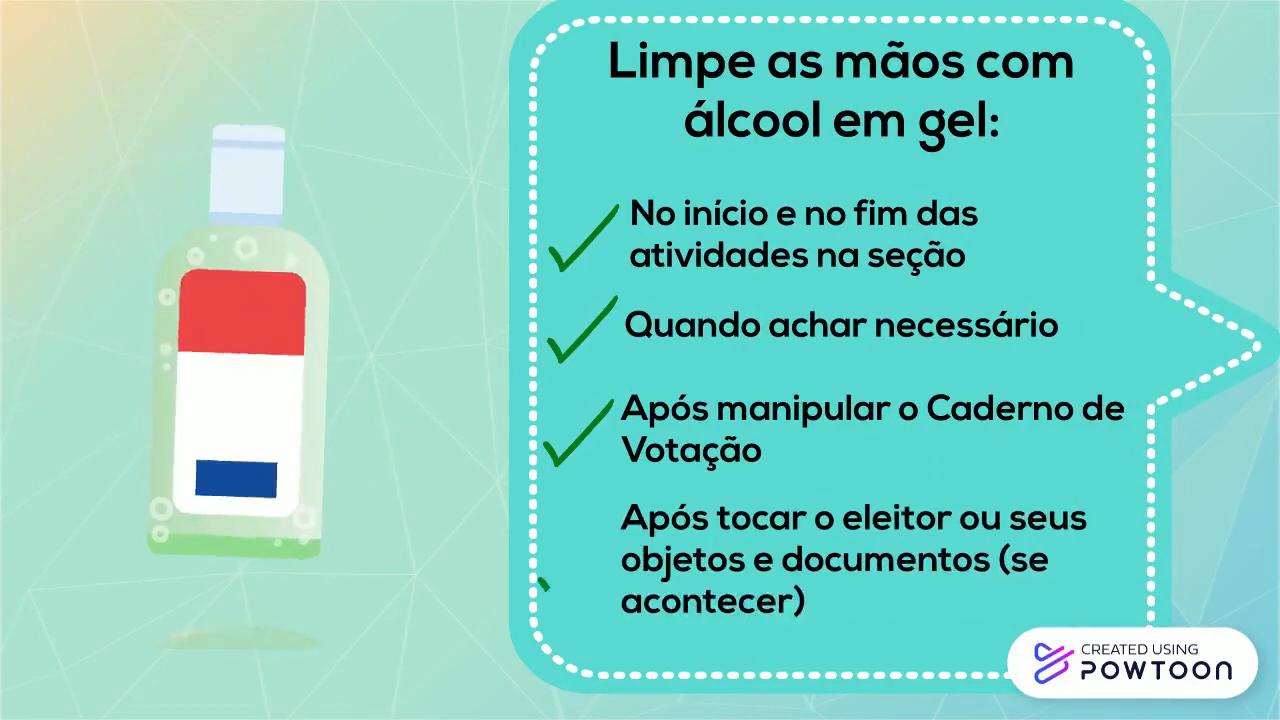 Limpe as mãos com
álcool em gel:
No início e no fim das
atividades na seção
Quando achar necessário
Após manipular o Caderno de
Votação
Após tocar o eleitor ou seus
objetos e documentos (se
acontecer)
CREATED USING
POWTOON